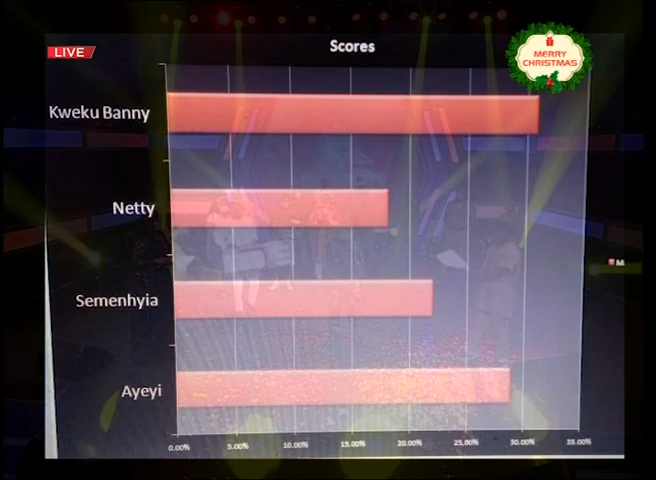 LIVE
Scores
MERRY
CHRISTMAS
Kweku Banny
Netty
Semenhyia
Ayeyi
M
0.00% 5.00% 10.00% 15.00% 20.00% 25.00% 30.00% 35.00%